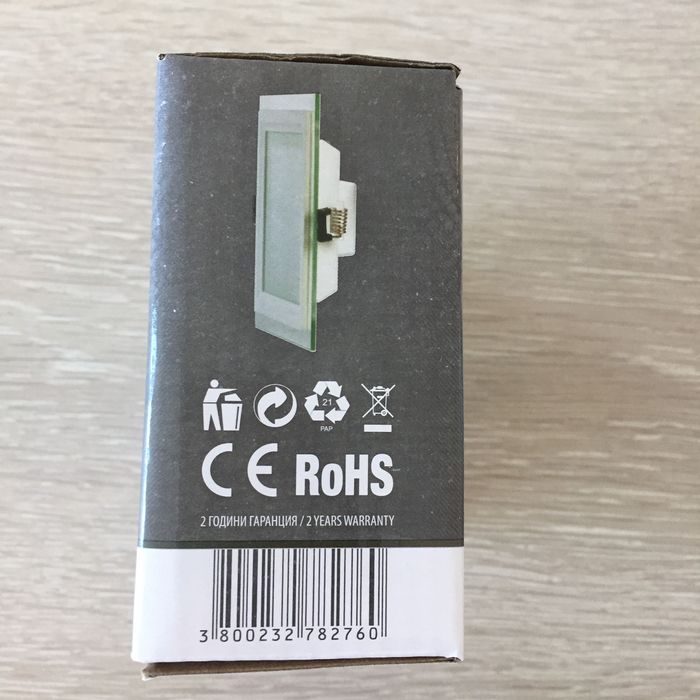 21
PAP
CE RoHS
2 ГОДИНИ ГАРАНЦИЯ / 2 YEARS WARRANTY
3 800232 782760